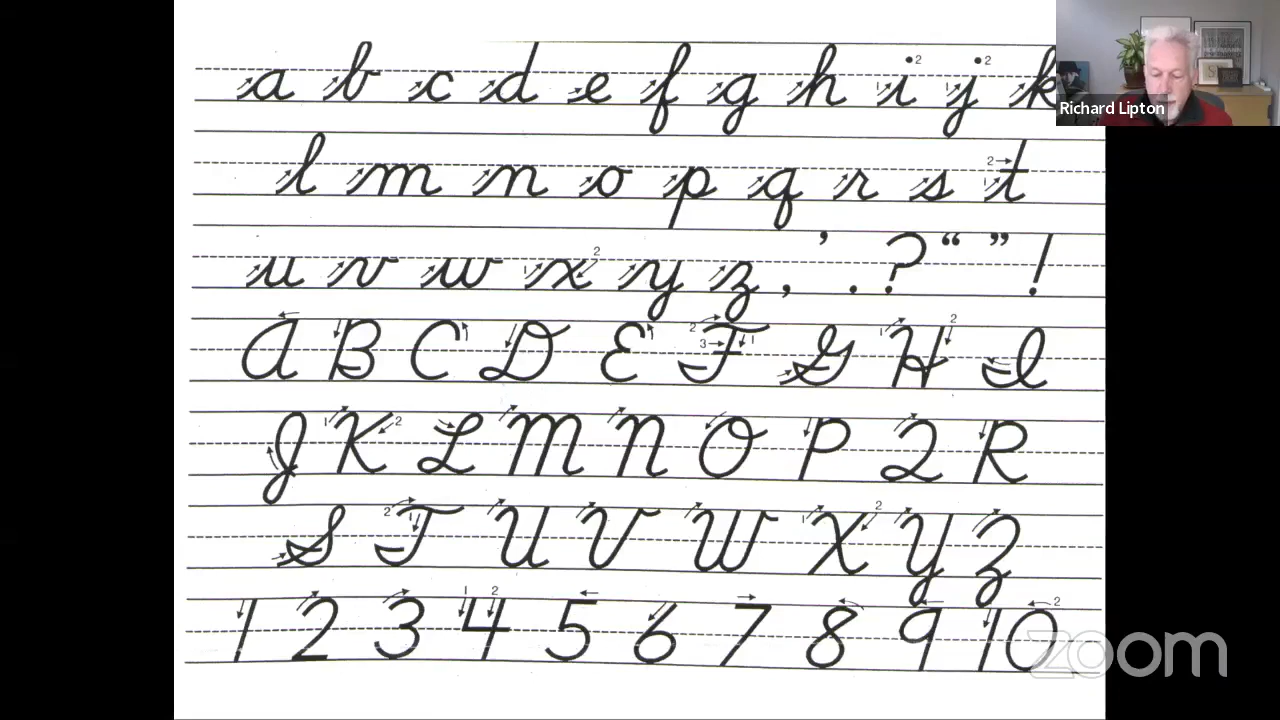 a b c d e f g h i j k
Richard Lipton
l m n o p q r s t
u v w x y z , ’ . ? “ ” !
A B C D E F G H I
J K L M N O P Q R
S T U V W X Y Z
1 2 3 4 5 6 7 8 9 10
zoom